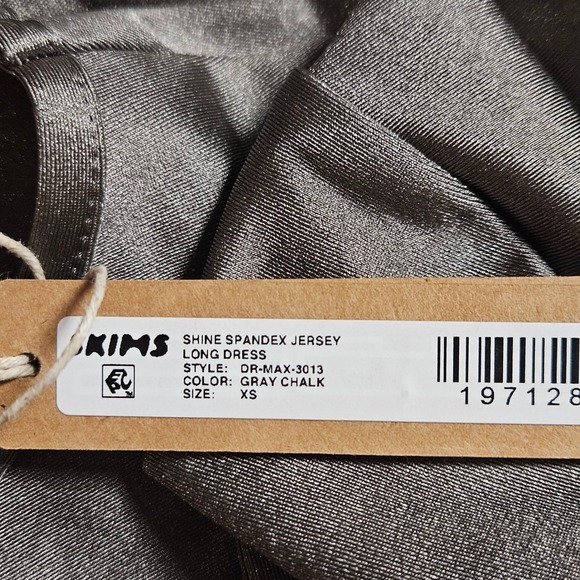 SKIMS
SHINE SPANDEX JERSEY
LONG DRESS
STYLE: DR-MAX-3013
COLOR: GRAY CHALK
SIZE: XS
197128